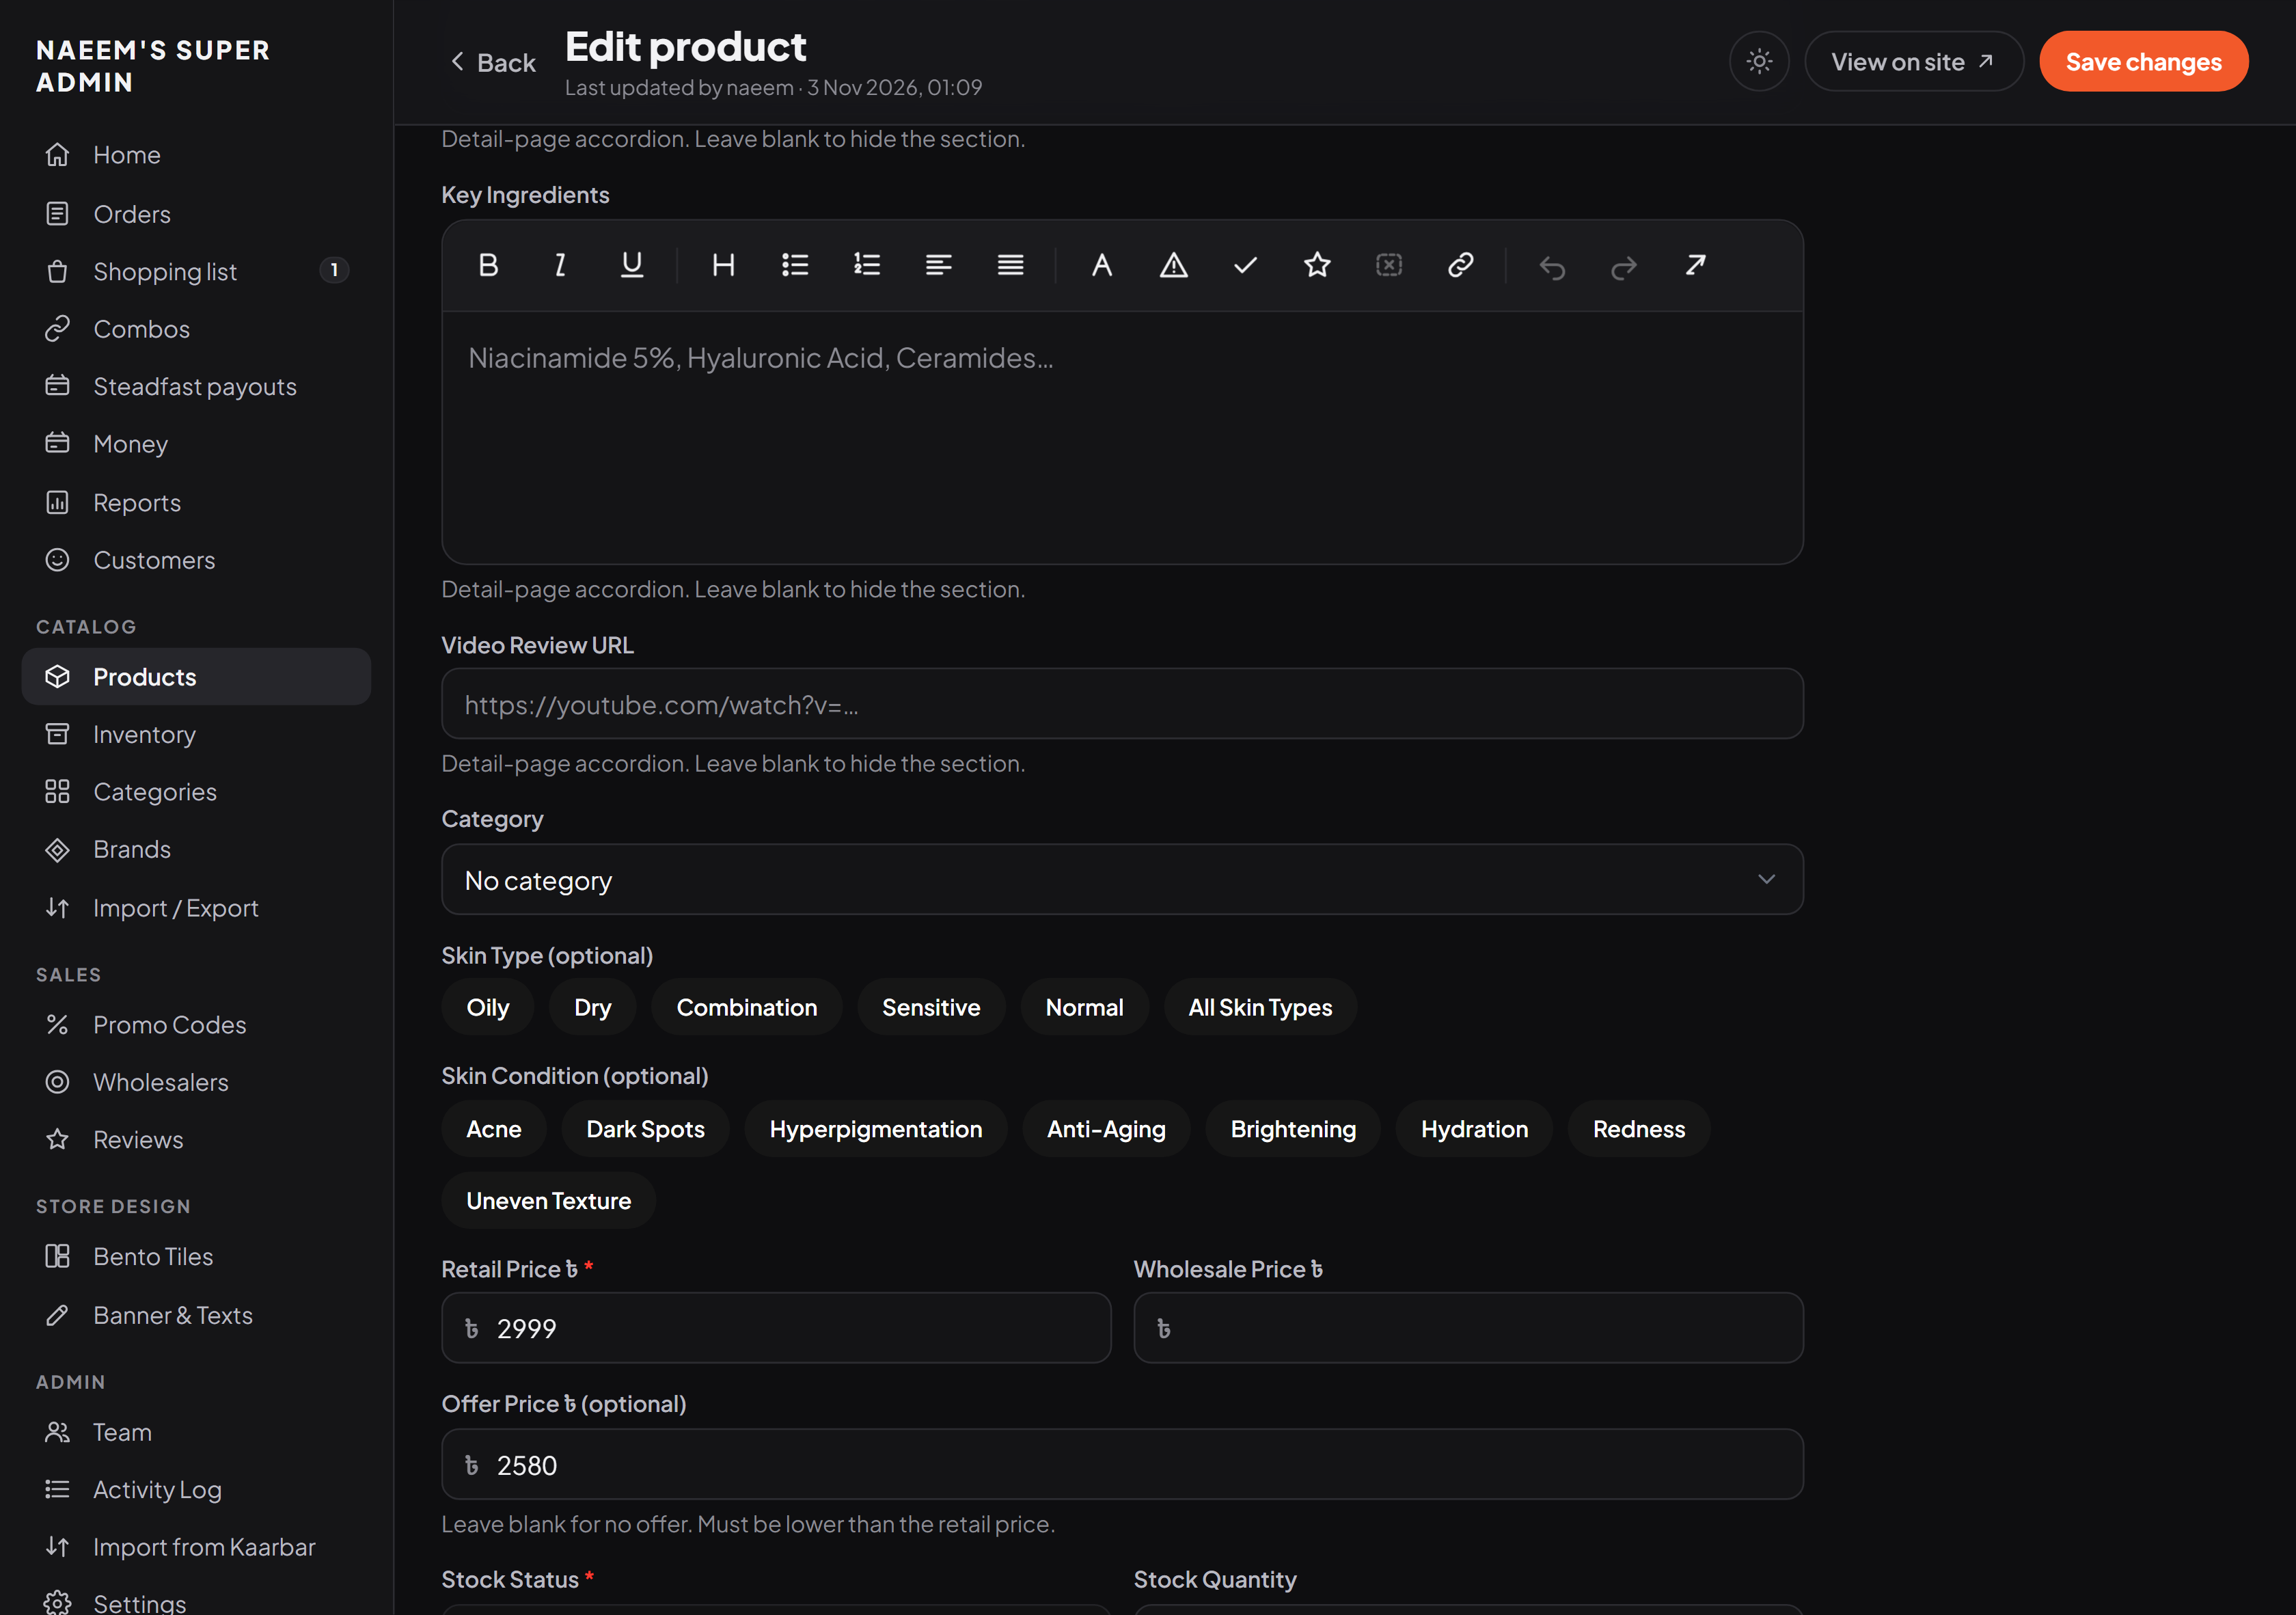 NAEEM'S SUPER
ADMIN
Home
Orders
Shopping list 1
Combos
Steadfast payouts
Money
Reports
Customers
CATALOG
Products
Inventory
Categories
Brands
Import / Export
SALES
Promo Codes
Wholesalers
Reviews
STORE DESIGN
Bento Tiles
Banner & Texts
ADMIN
Team
Activity Log
Import from Kaarbar
Settings
Back
Edit product
Last updated by naeem · 3 Nov 2026, 01:09
View on site
Save changes
Detail-page accordion. Leave blank to hide the section.
Key Ingredients
Niacinamide 5%, Hyaluronic Acid, Ceramides…
Detail-page accordion. Leave blank to hide the section.
Video Review URL
https://youtube.com/watch?v=…
Detail-page accordion. Leave blank to hide the section.
Category
No category
Skin Type (optional)
Oily Dry Combination Sensitive Normal All Skin Types
Skin Condition (optional)
Acne Dark Spots Hyperpigmentation Anti-Aging Brightening Hydration Redness
Uneven Texture
Retail Price ৳ * Wholesale Price ৳
৳ 2999 ৳
Offer Price ৳ (optional)
৳ 2580
Leave blank for no offer. Must be lower than the retail price.
Stock Status * Stock Quantity